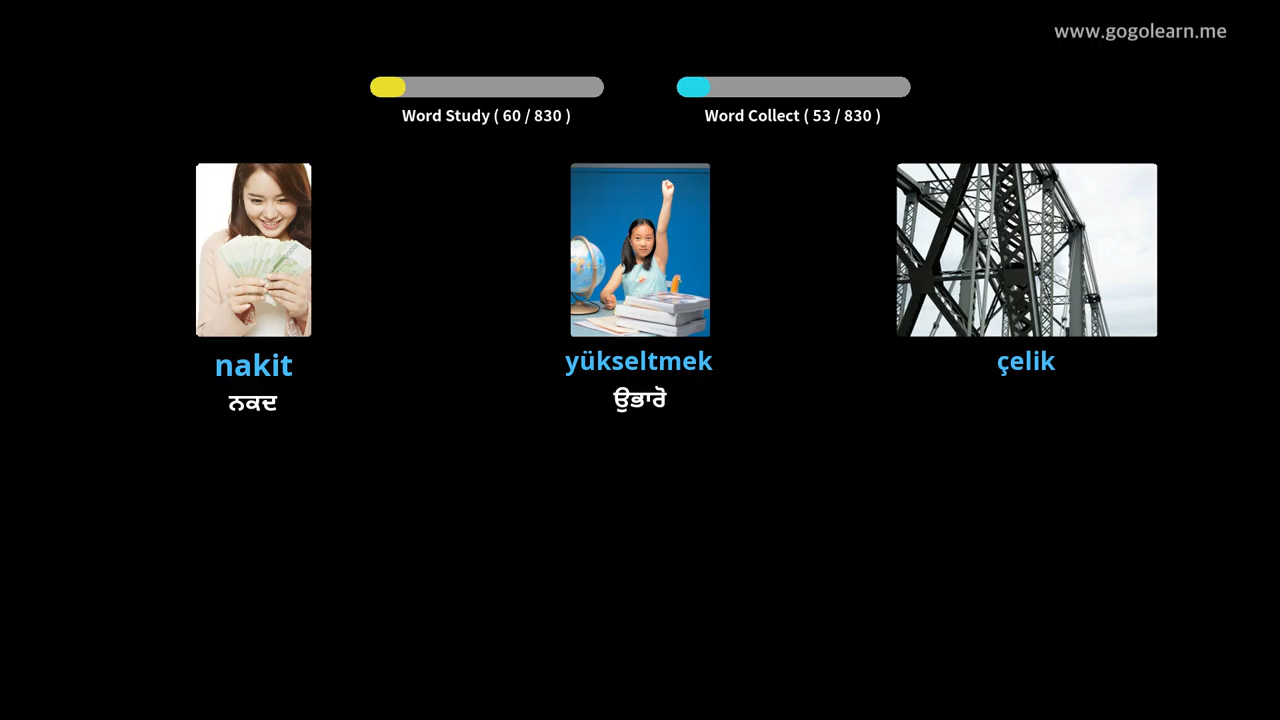 www.gogolearn.me
Word Study ( 60 / 830 )
Word Collect ( 53 / 830 )
nakit
yükseltmek
çelik
ਨਕਦ
ਉਭਾਰੋ